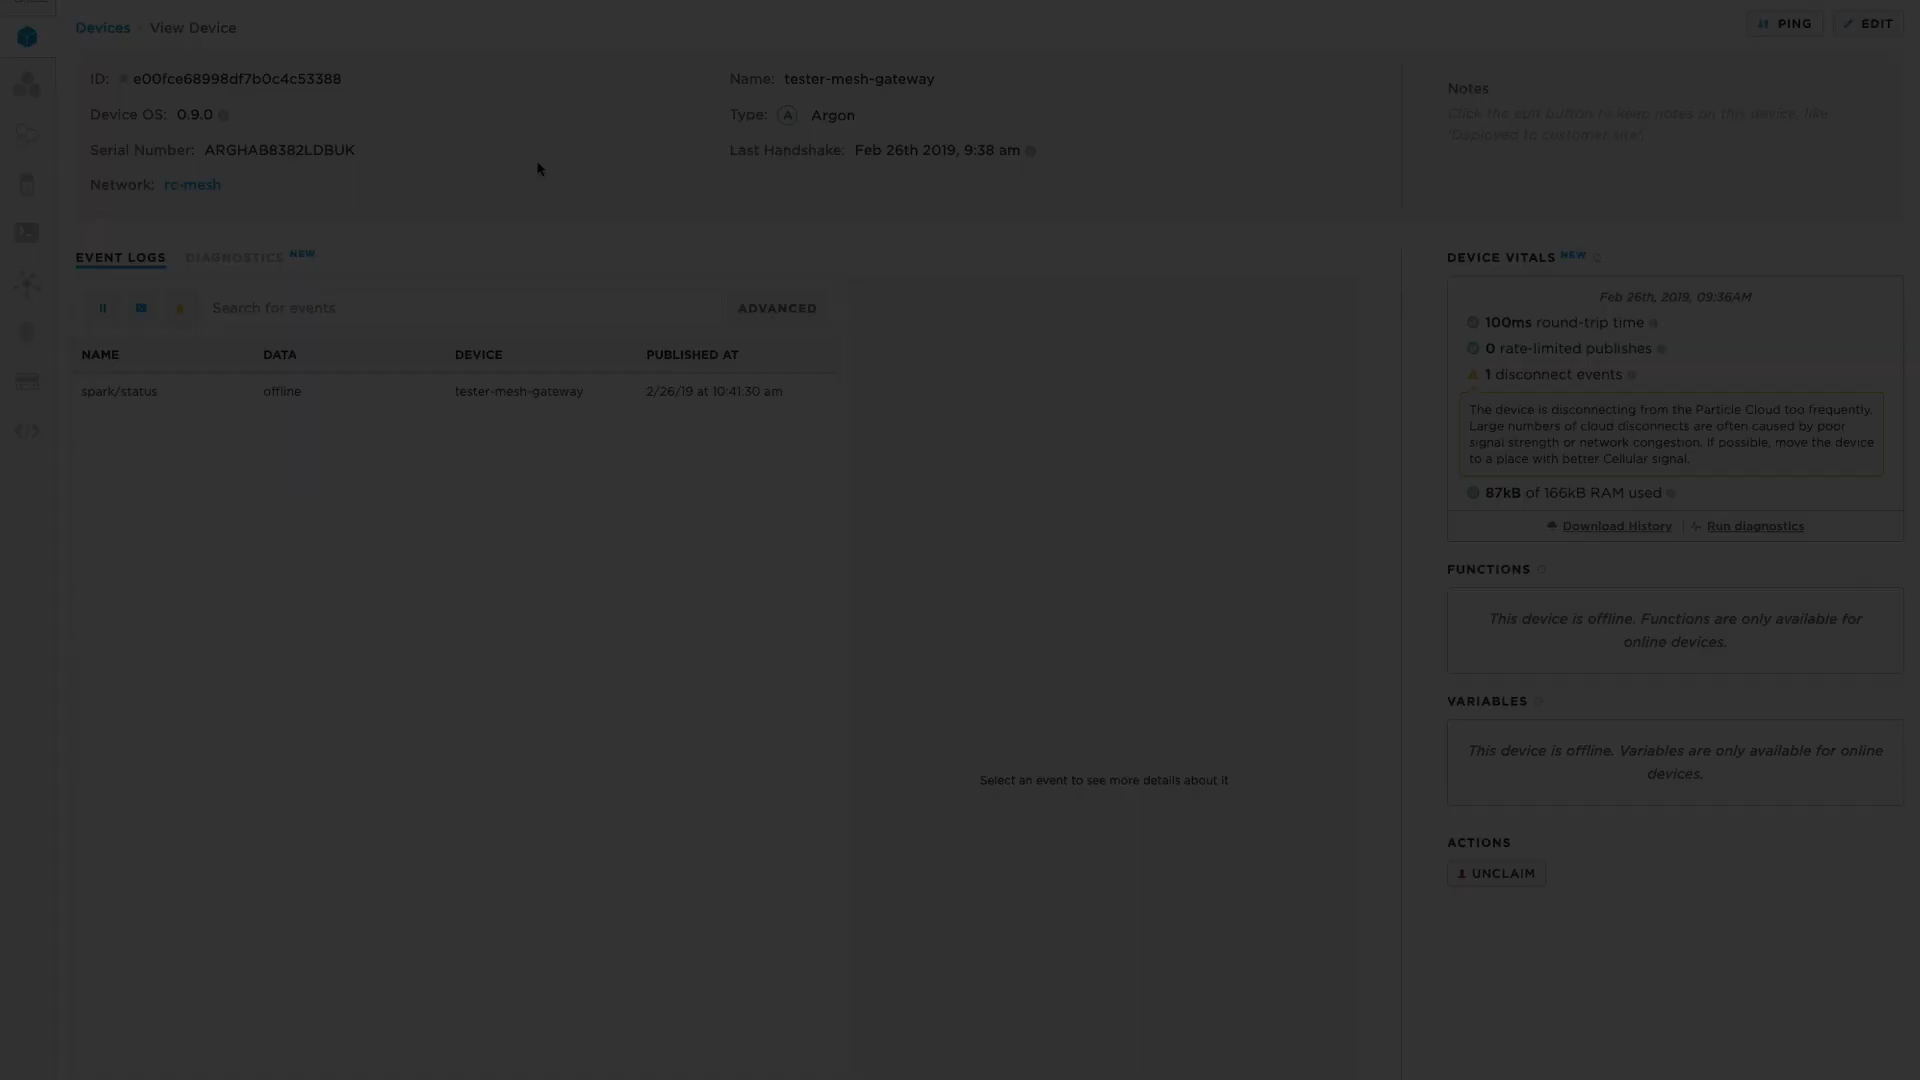 Devices
View Device
PING
EDIT
ID: e00fce68998df7b0c4c53388
Name: tester-mesh-gateway
Notes
Click the edit button to keep notes on this device, like
'Deployed to customer site'.
Device OS: 0.9.0
Type: A Argon
Serial Number: ARGHAB8382LDBUK
Last Handshake: Feb 26th 2019, 9:38 am
Network: rc-mesh
EVENT LOGS
DIAGNOSTICS NEW
Search for events
ADVANCED
NAME DATA DEVICE PUBLISHED AT
spark/status offline tester-mesh-gateway 2/26/19 at 10:41:30 am
Select an event to see more details about it
DEVICE VITALS NEW
Feb 26th, 2019, 09:36AM
100ms round-trip time
0 rate-limited publishes
1 disconnect events
The device is disconnecting from the Particle Cloud too frequently.
Large numbers of cloud disconnects are often caused by poor
signal strength or network congestion. If possible, move the device
to a place with better Cellular signal.
87kB of 166kB RAM used
Download History | Run diagnostics
FUNCTIONS
This device is offline. Functions are only available for
online devices.
VARIABLES
This device is offline. Variables are only available for online
devices.
ACTIONS
UNCLAIM